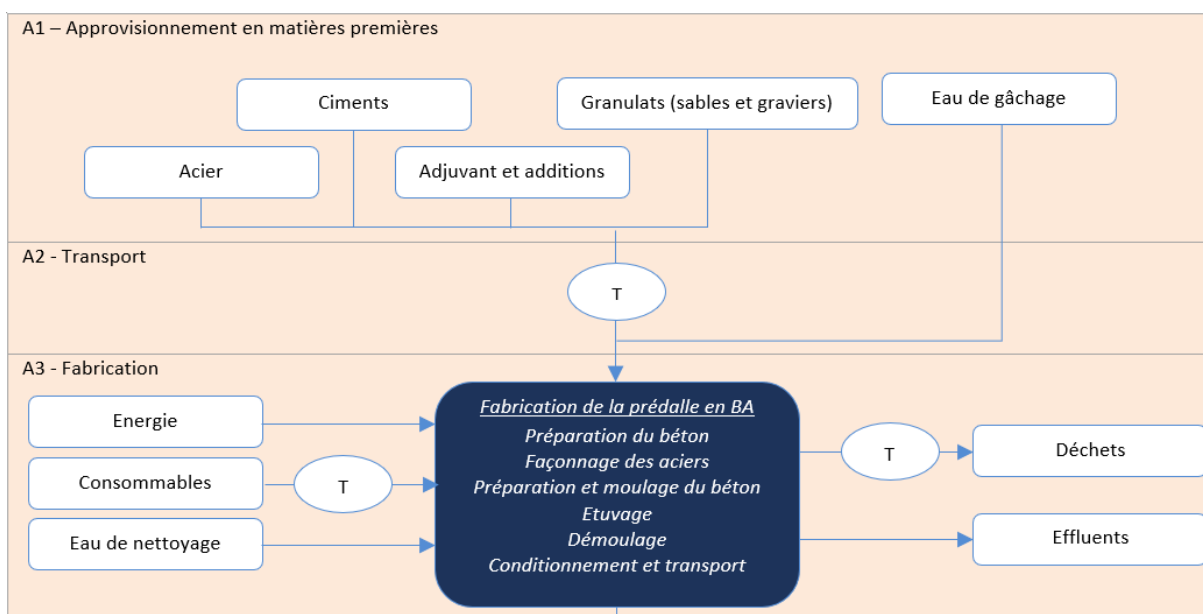 A1 – Approvisionnement en matières premières
Ciments
Granulats (sables et graviers)
Eau de gâchage
Acier
Adjuvant et additions
A2 - Transport
T
A3 - Fabrication
Energie
Consommables
T
Eau de nettoyage
Fabrication de la prédalle en BA
Préparation du béton
Façonnage des aciers
Préparation et moulage du béton
Etuvage
Démoulage
Conditionnement et transport
T
Déchets
Effluents